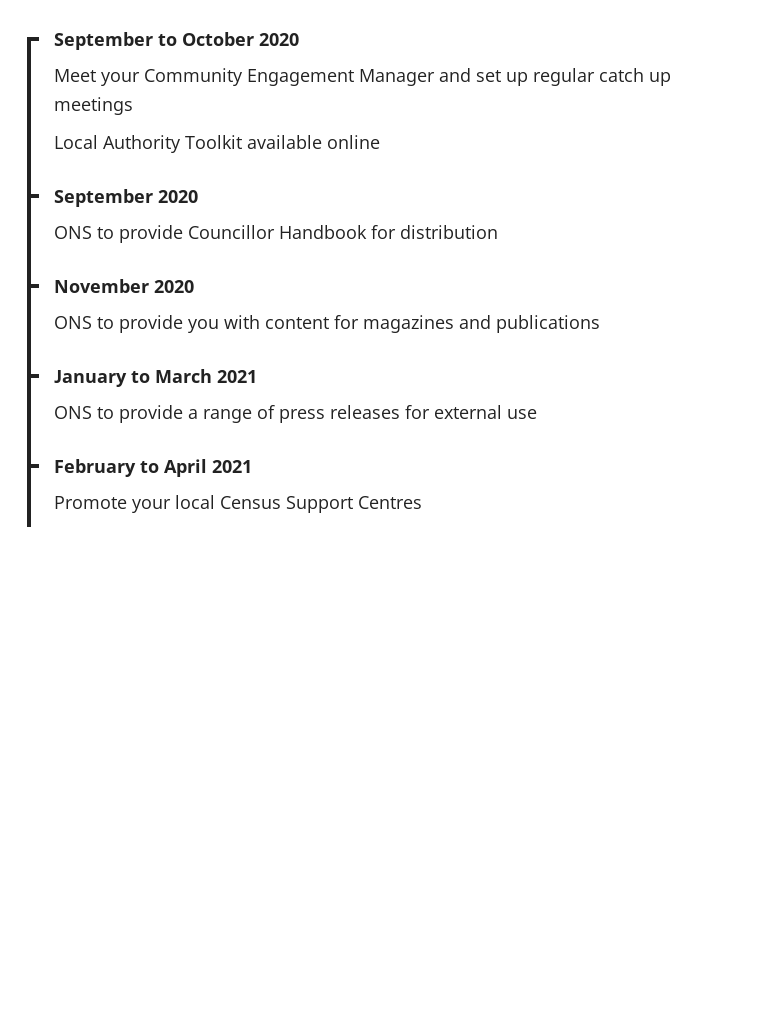 September to October 2020
Meet your Community Engagement Manager and set up regular catch up
meetings
Local Authority Toolkit available online
September 2020
ONS to provide Councillor Handbook for distribution
November 2020
ONS to provide you with content for magazines and publications
January to March 2021
ONS to provide a range of press releases for external use
February to April 2021
Promote your local Census Support Centres